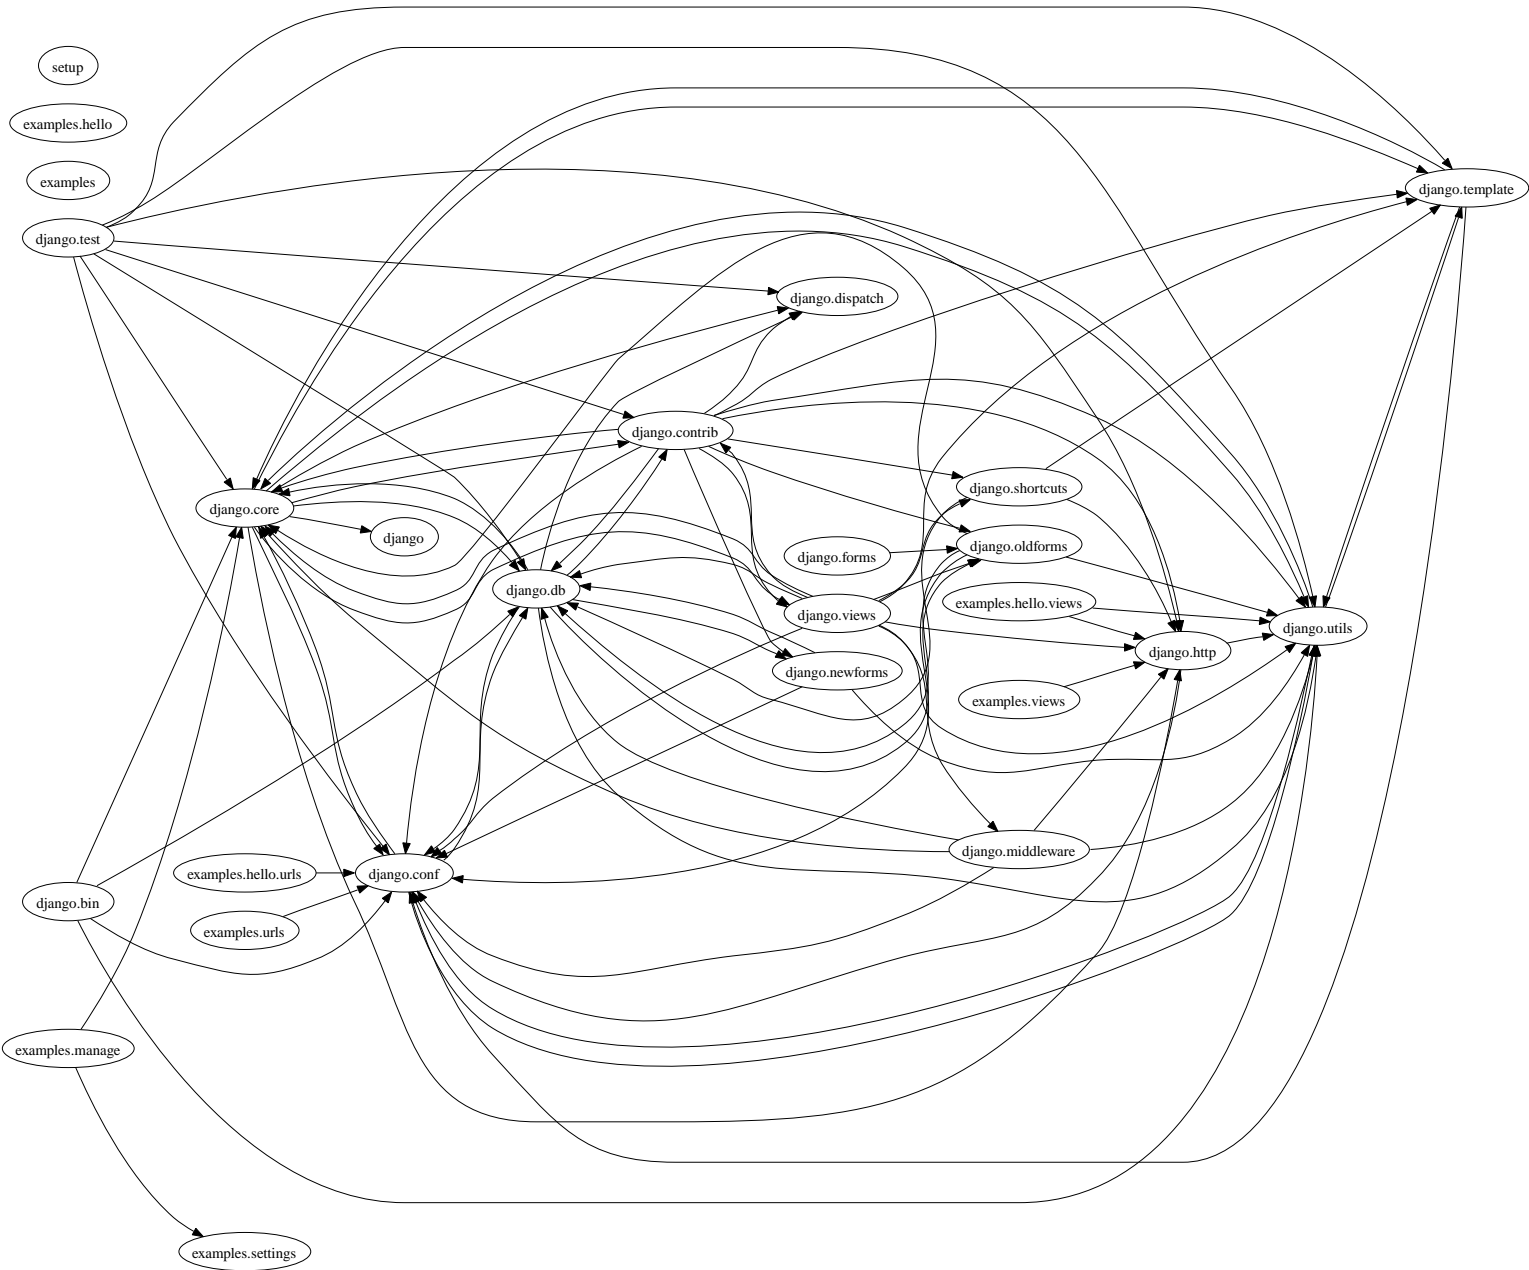 setup
examples.hello
examples
django.template
django.test
django.dispatch
django.contrib
django.shortcuts
django.core
django
django.oldforms
django.forms
django.db
examples.hello.views
django.views
django.utils
django.http
django.newforms
examples.views
django.middleware
examples.hello.urls
django.conf
django.bin
examples.urls
examples.manage
examples.settings